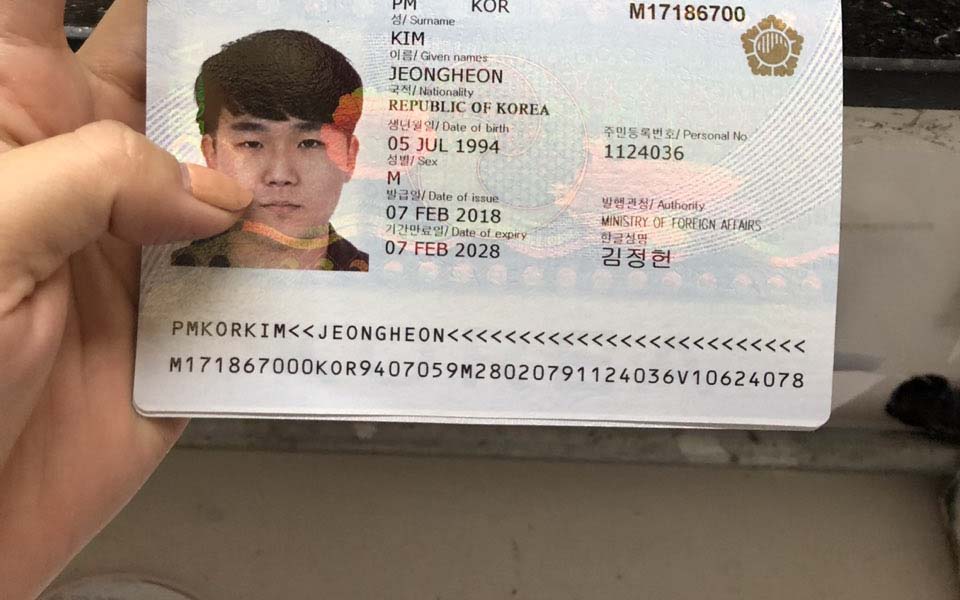 PM KOR M17186700
성/ Surname
KIM
이름/ Given names
JEONGHEON
국적/ Nationality
REPUBLIC OF KOREA
생년월일/ Date of birth
05 JUL 1994
주민등록번호/ Personal No
1124036
성별/ Sex
M
발급일/ Date of issue
07 FEB 2018
발행관청/ Authority
MINISTRY OF FOREIGN AFFAIRS
기간만료일/ Date of expiry
07 FEB 2028
한글성명
김정헌
PMKORKIM<<JEONGHEON<<<<<<<<<<<<<<<<<<<<<<<<<
M171867000KOR9407059M28020791124036V10624078